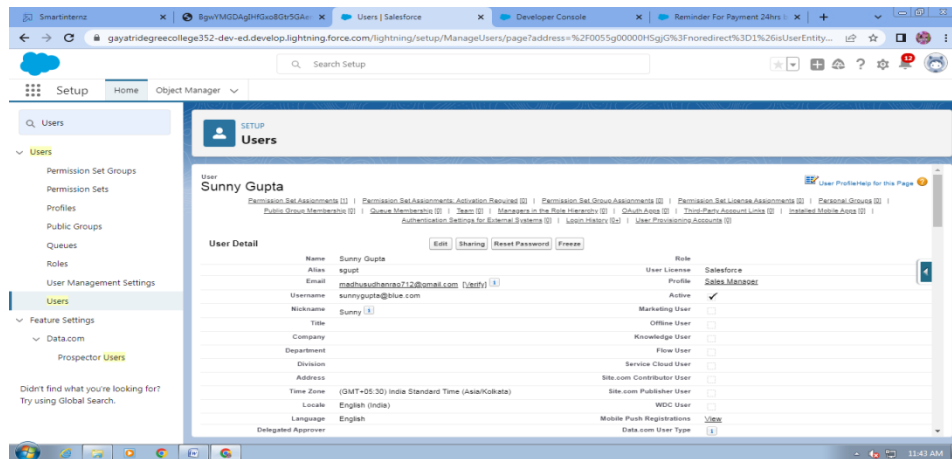 Smartinternz
BgwYMGDAgIHfGxoBGtr5GAe
Users | Salesforce
Developer Console
Reminder For Payment 24hrs
gayatridegreecollege352-dev-ed.develop.lightning.force.com/lightning/setup/ManageUsers/page?address=%2F0055g00000HSgjG%3Fnoredirect%3D1%26isUserEntity...
Search Setup
12
Setup Home Object Manager
Users
SETUP
Users
Users
Permission Set Groups
Permission Sets
Profiles
Public Groups
Queues
Roles
User Management Settings
Users
Feature Settings
Data.com
Prospector Users
Didn't find what you're looking for?
Try using Global Search.
User
Sunny Gupta
User Profile Help for this Page
Permission Set Assignments [1] | Permission Set Assignments: Activation Required [0] | Permission Set Group Assignments [0] | Permission Set License Assignments [0] | Personal Groups [0] |
Public Group Membership [0] | Queue Membership [0] | Team [0] | Managers in the Role Hierarchy [0] | OAuth Apps [0] | Third-Party Account Links [0] | Installed Mobile Apps [0] |
Authentication Settings for External Systems [0] | Login History [0+] | User Provisioning Accounts [0]
User Detail Edit Sharing Reset Password Freeze
Name Sunny Gupta Role
Alias sgupt User License Salesforce
Email madhusudhanrao712@gmail.com [Verify] Profile Sales Manager
Username sunnygupta@blue.com Active
Nickname Sunny Marketing User
Title Offline User
Company Knowledge User
Department Flow User
Division Service Cloud User
Address Site.com Contributor User
Time Zone (GMT+05:30) India Standard Time (Asia/Kolkata) Site.com Publisher User
Locale English (India) WDC User
Language English Mobile Push Registrations View
Delegated Approver Data.com User Type
11:43 AM